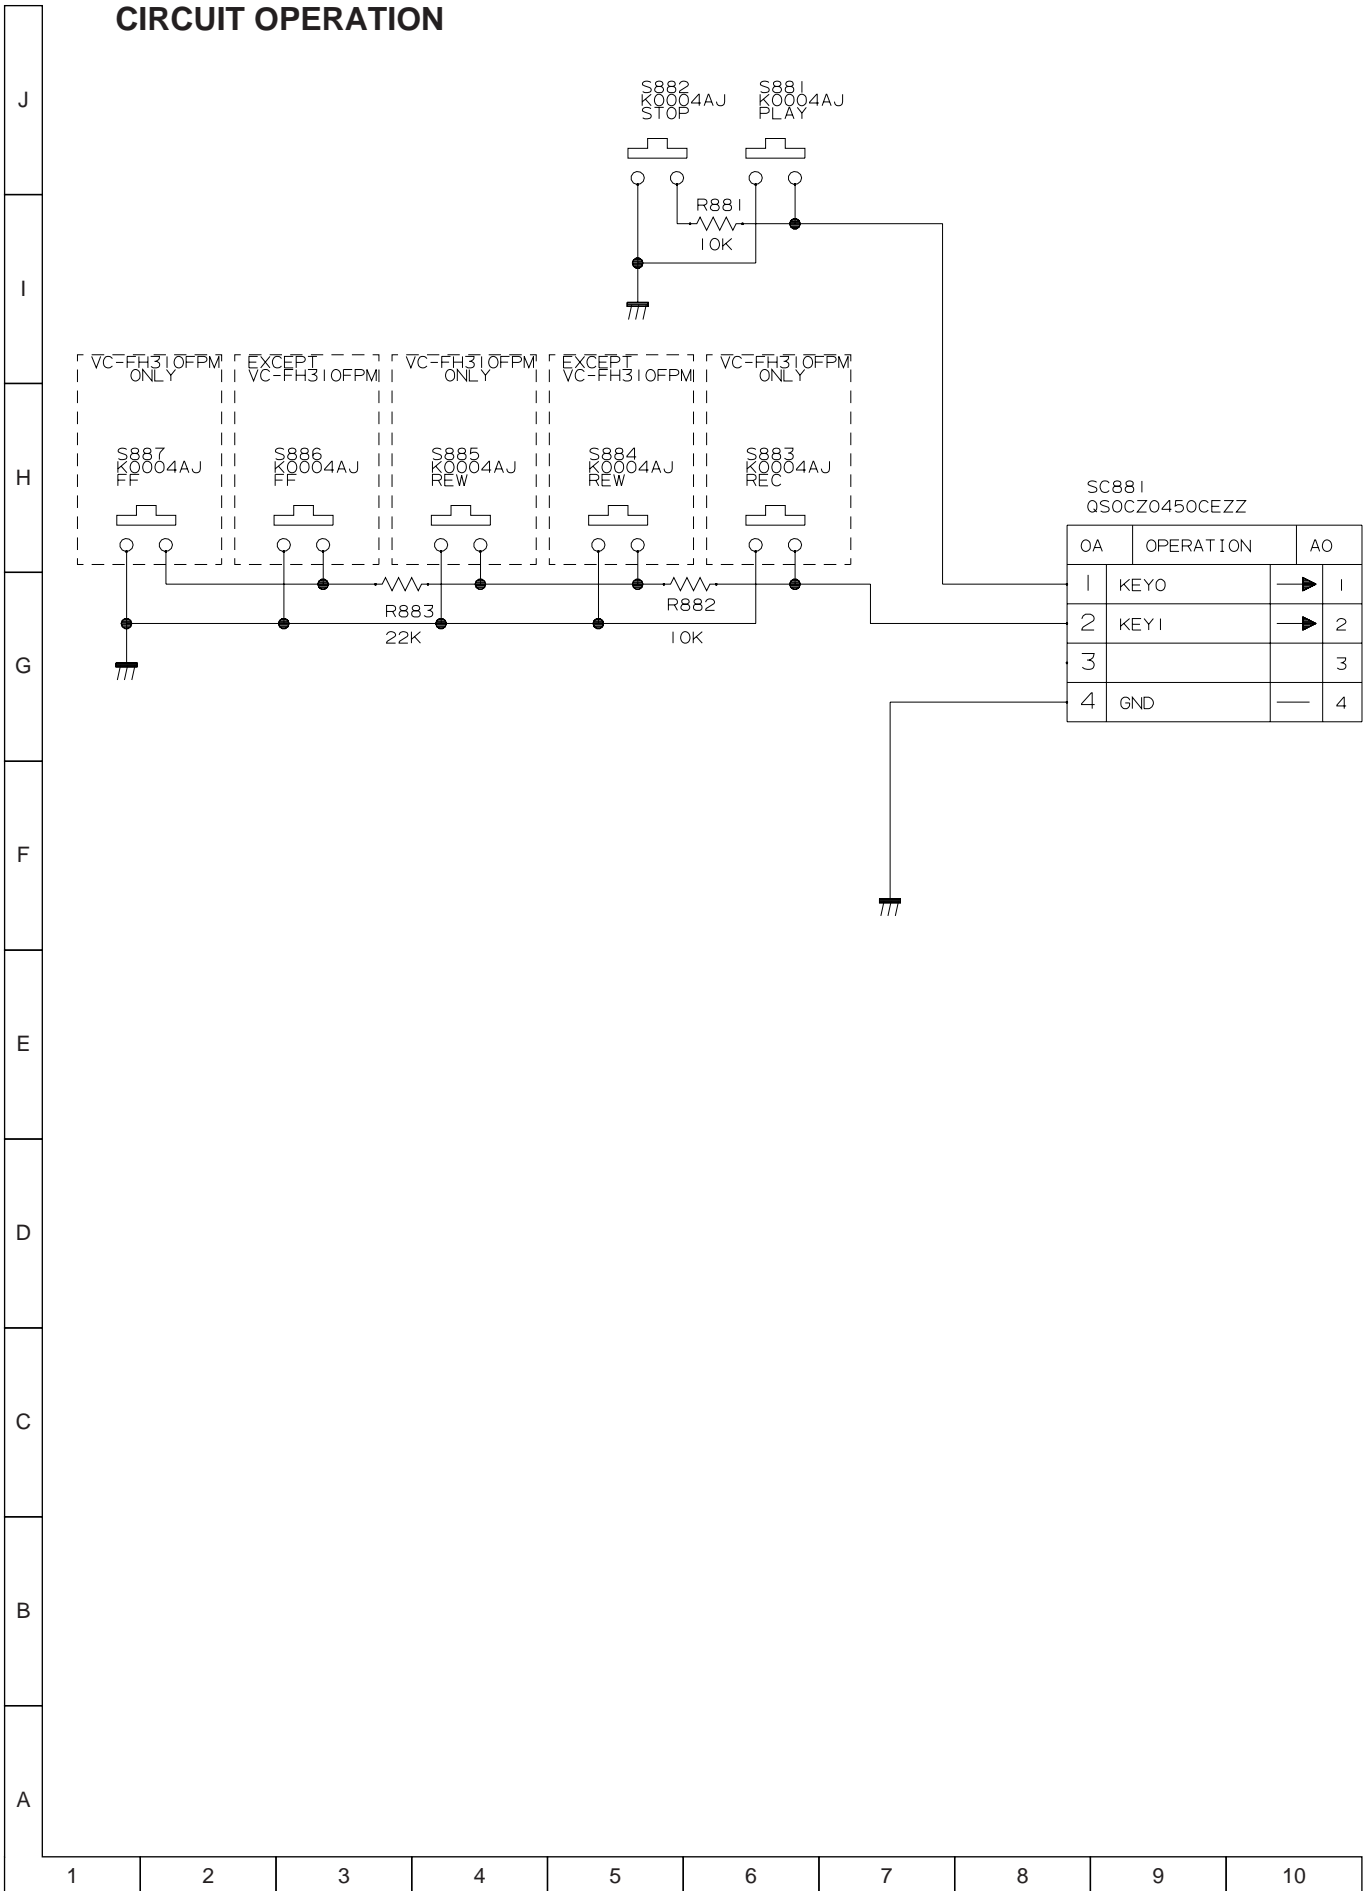 CIRCUIT OPERATION
J
S882
K0004AJ
STOP
S881
K0004AJ
PLAY
R881
10K
I
VC-FH310FPM
ONLY
EXCEPT
VC-FH310FPM
VC-FH310FPM
ONLY
EXCEPT
VC-FH310FPM
VC-FH310FPM
ONLY
H
S887
K0004AJ
FF
S886
K0004AJ
FF
S885
K0004AJ
REW
S884
K0004AJ
REW
S883
K0004AJ
REC
SC881
QSOCZ0450CEZZ
OA OPERATION AO
1 KEY0 1
2 KEY1 2
3 3
4 GND 4
R883
22K
R882
10K
G
F
E
D
C
B
A
1 2 3 4 5 6 7 8 9 10